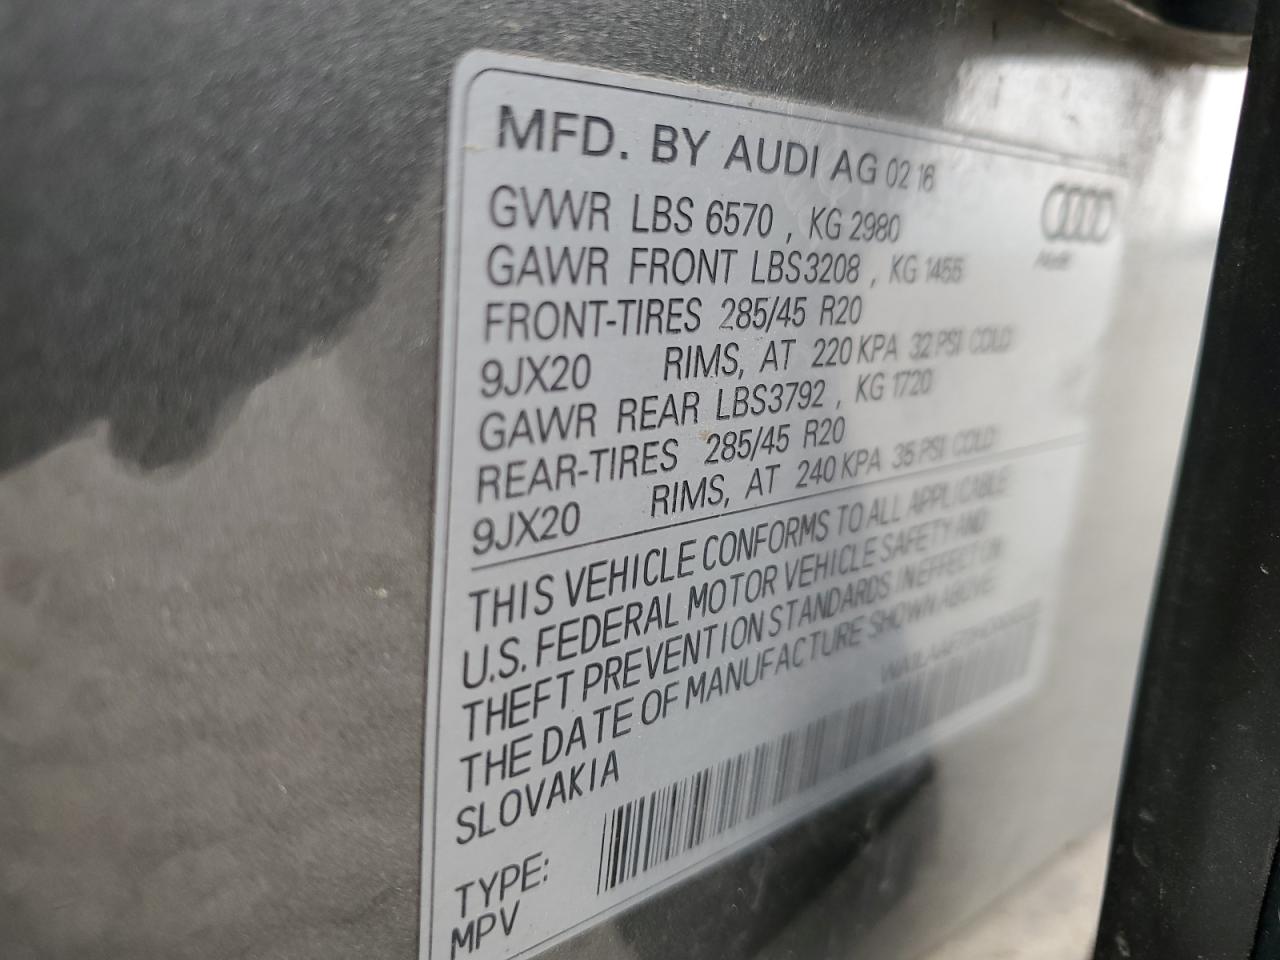 MFD. BY AUDI AG 02 16
GVWR LBS 6570 , KG 2980
GAWR FRONT LBS3208 , KG 1455
FRONT-TIRES 285/45 R20
9JX20 RIMS, AT 220 KPA 32 PSI COLD
GAWR REAR LBS3792 , KG 1720
REAR-TIRES 285/45 R20
9JX20 RIMS, AT 240 KPA 35 PSI COLD
THIS VEHICLE CONFORMS TO ALL APPLICABLE
U.S. FEDERAL MOTOR VEHICLE SAFETY AND
THEFT PREVENTION STANDARDS IN EFFECT ON
THE DATE OF MANUFACTURE SHOWN ABOVE
SLOVAKIA
TYPE:
MPV